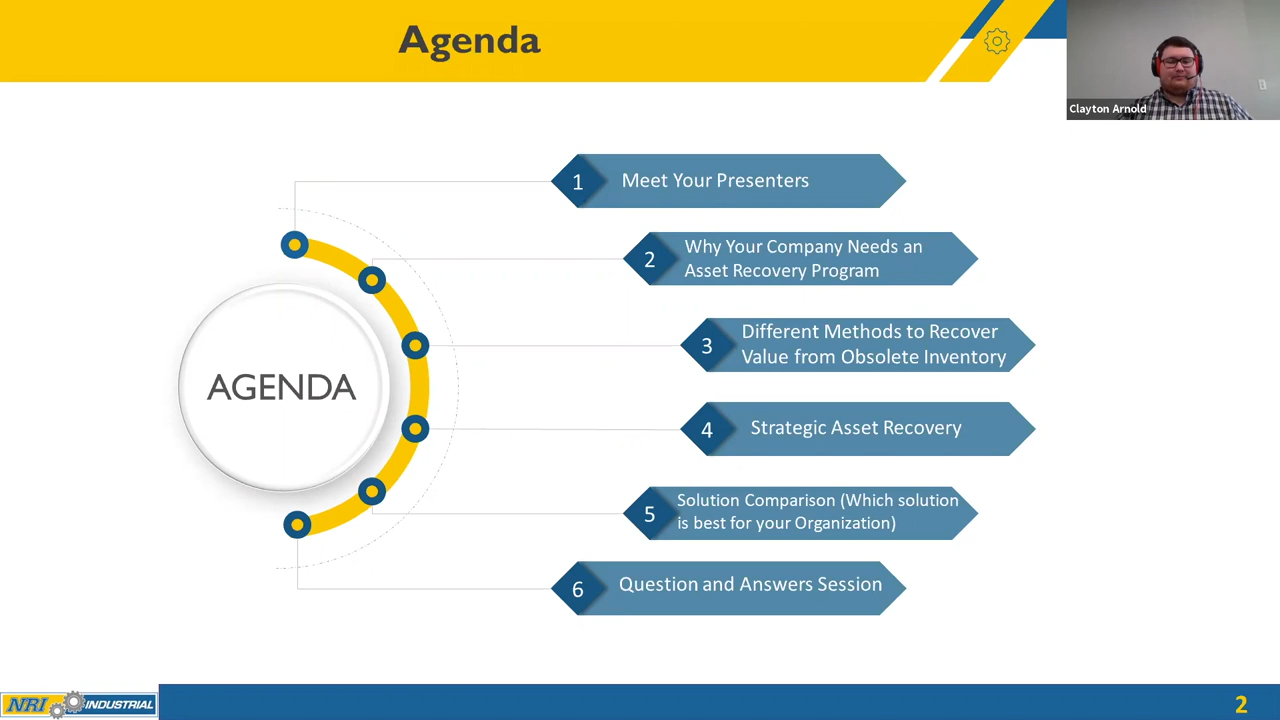 Agenda
Clayton Arnold
AGENDA
1
Meet Your Presenters
2
Why Your Company Needs an
Asset Recovery Program
3
Different Methods to Recover
Value from Obsolete Inventory
4
Strategic Asset Recovery
5
Solution Comparison (Which solution
is best for your Organization)
6
Question and Answers Session
NRI INDUSTRIAL
2